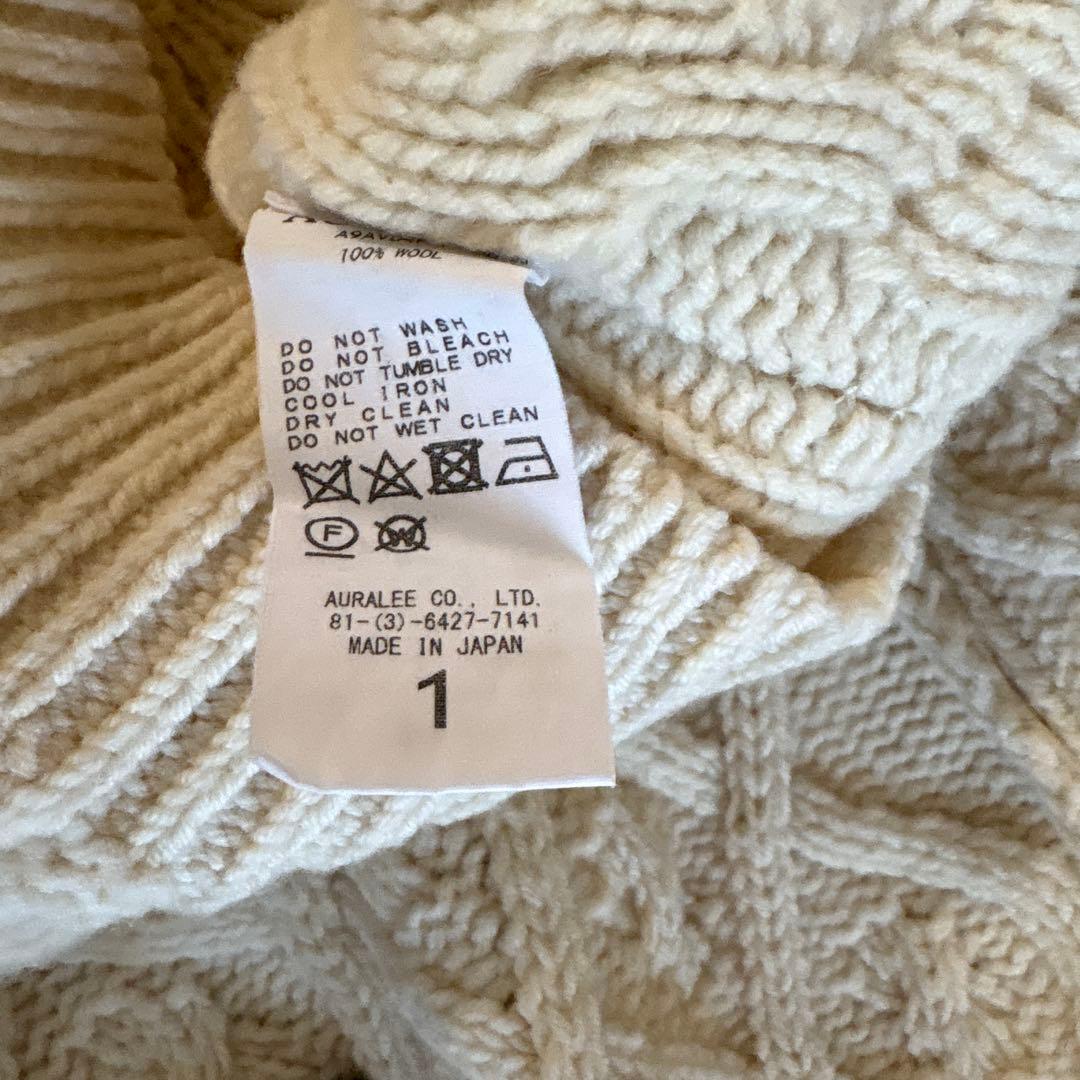 100% WOOL
DO NOT WASH
DO NOT BLEACH
DO NOT TUMBLE DRY
COOL IRON
DRY CLEAN
DO NOT WET CLEAN
F W
AURALEE CO., LTD.
81-(3)-6427-7141
MADE IN JAPAN
1